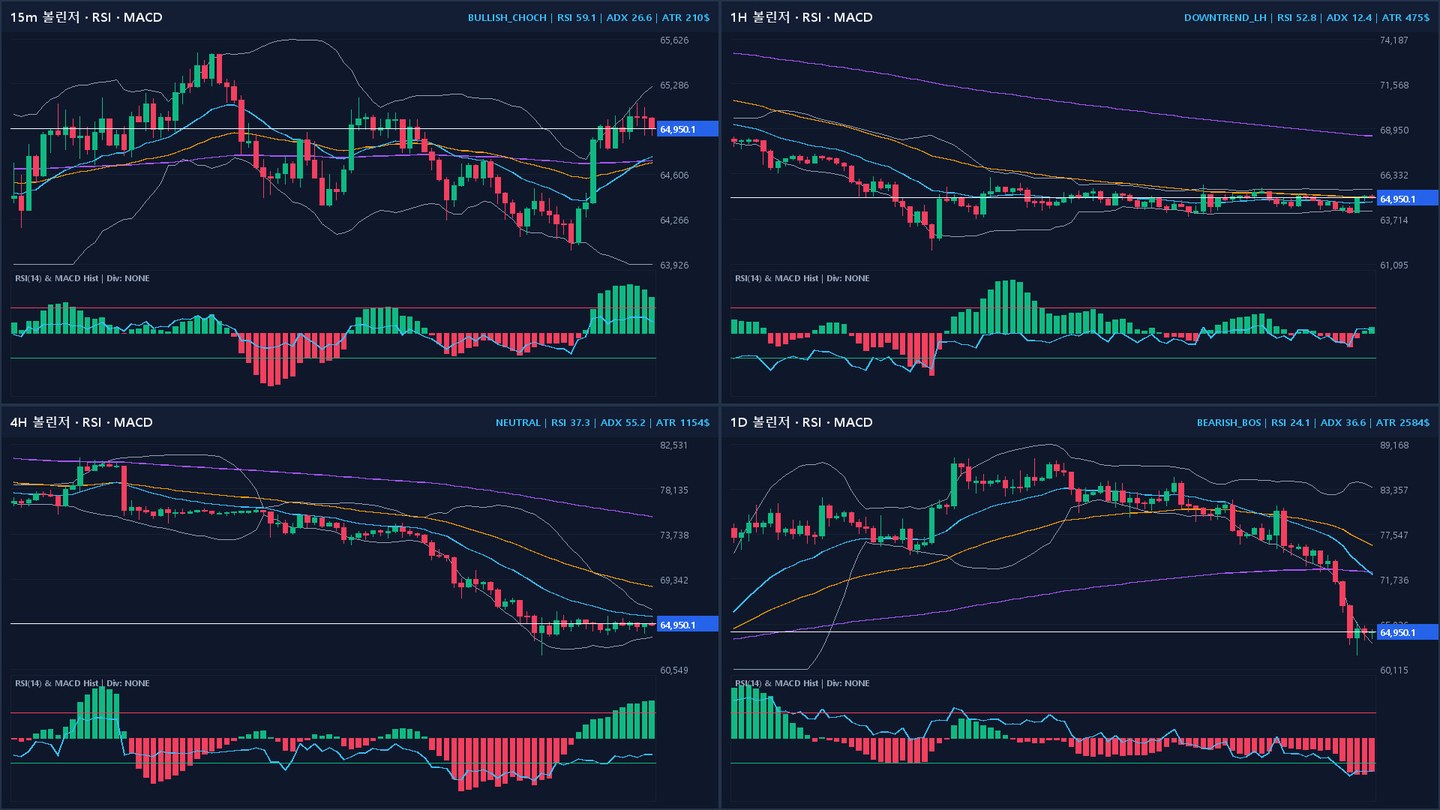 15m 볼린저 · RSI · MACD
BULLISH_CHOCH | RSI 59.1 | ADX 26.6 | ATR 210$
65,626
65,286
64,950.1
64,606
64,266
63,926
RSI(14) & MACD Hist | Div: NONE
1H 볼린저 · RSI · MACD
DOWNTREND_LH | RSI 52.8 | ADX 12.4 | ATR 475$
74,187
71,568
68,950
66,332
64,950.1
63,714
61,095
RSI(14) & MACD Hist | Div: NONE
4H 볼린저 · RSI · MACD
NEUTRAL | RSI 37.3 | ADX 55.2 | ATR 1154$
82,531
78,135
73,738
69,342
64,950.1
60,549
RSI(14) & MACD Hist | Div: NONE
1D 볼린저 · RSI · MACD
BEARISH_BOS | RSI 24.1 | ADX 36.6 | ATR 2584$
89,168
83,357
77,547
71,736
64,950.1
60,115
RSI(14) & MACD Hist | Div: NONE